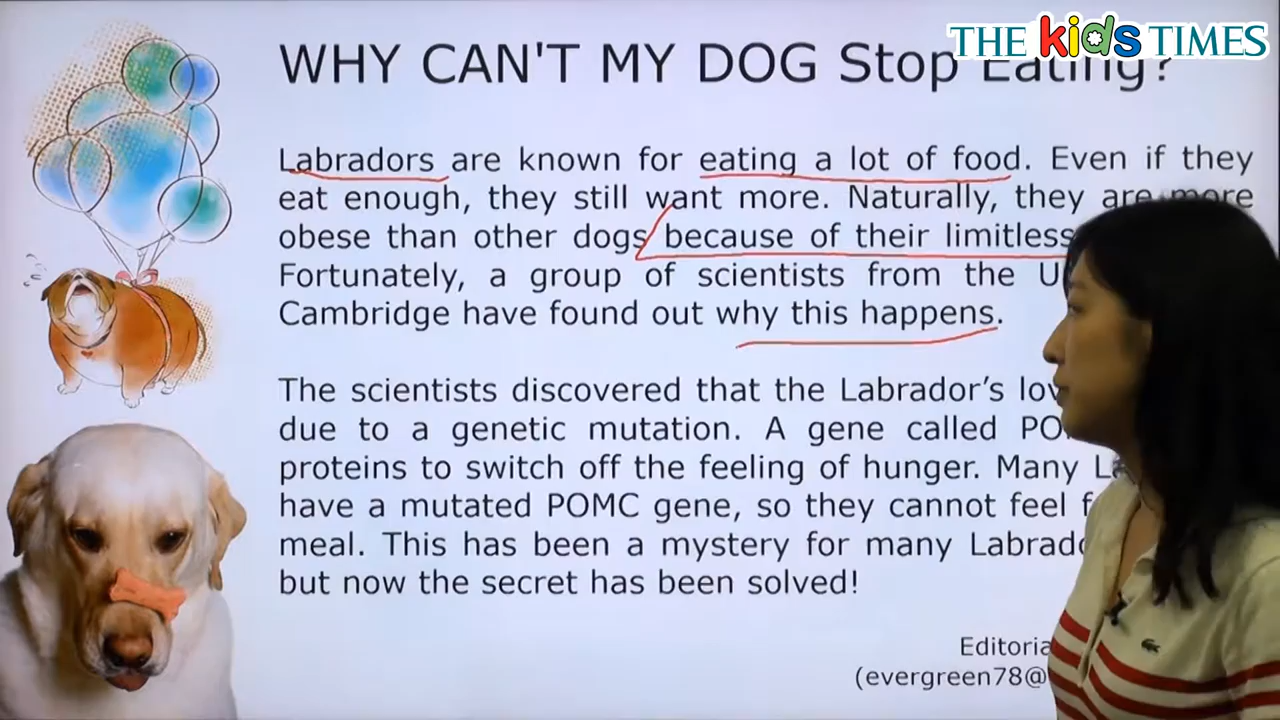 THE kids TIMES
WHY CAN'T MY DOG Stop Eating?
Labradors are known for eating a lot of food. Even if they
eat enough, they still want more. Naturally, they are more
obese than other dogs because of their limitless
Fortunately, a group of scientists from the
Cambridge have found out why this happens.
The scientists discovered that the Labrador’s
due to a genetic mutation. A gene called
proteins to switch off the feeling of hunger. Many
have a mutated POMC gene, so they cannot feel
meal. This has been a mystery for many
but now the secret has been solved!
(evergreen78@